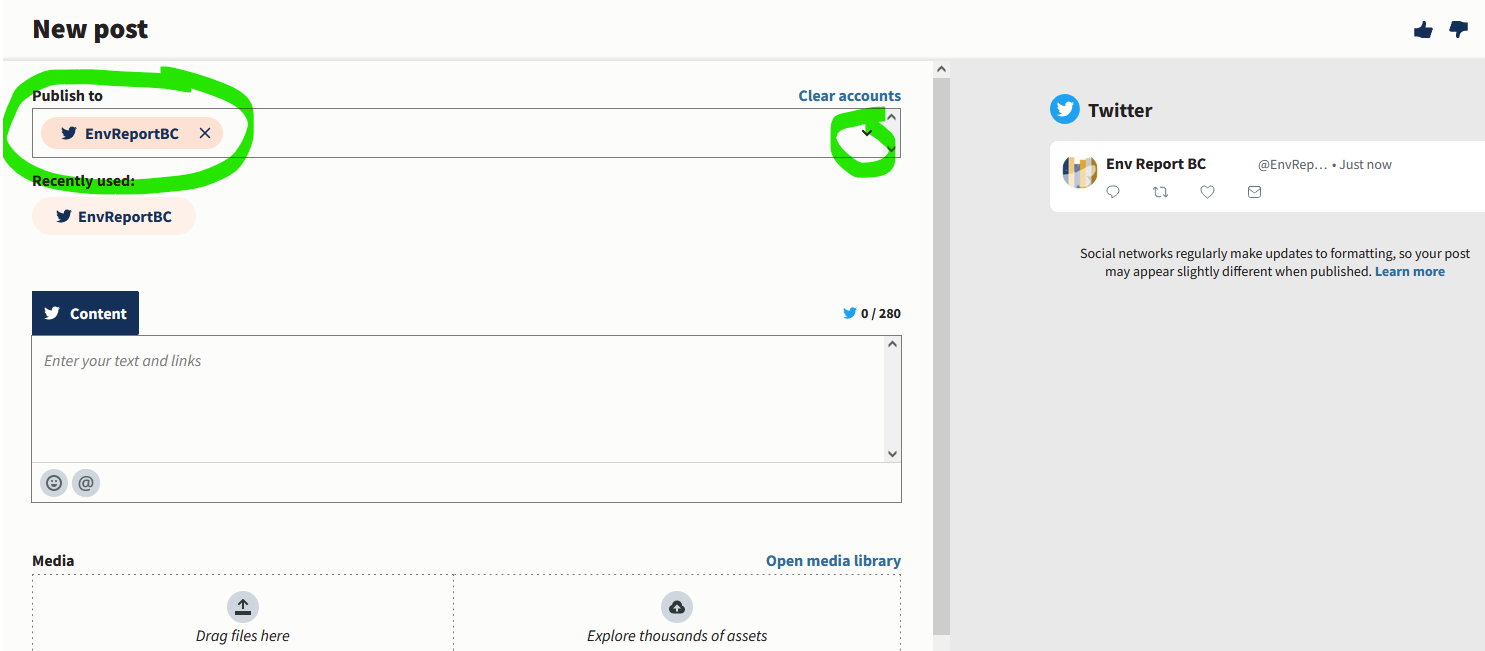 New post
Publish to
Clear accounts
EnvReportBC
Recently used:
EnvReportBC
Content
0 / 280
Enter your text and links
@
Media
Open media library
Drag files here
Explore thousands of assets
Twitter
Env Report BC @EnvRep… • Just now
Social networks regularly make updates to formatting, so your post
may appear slightly different when published. Learn more